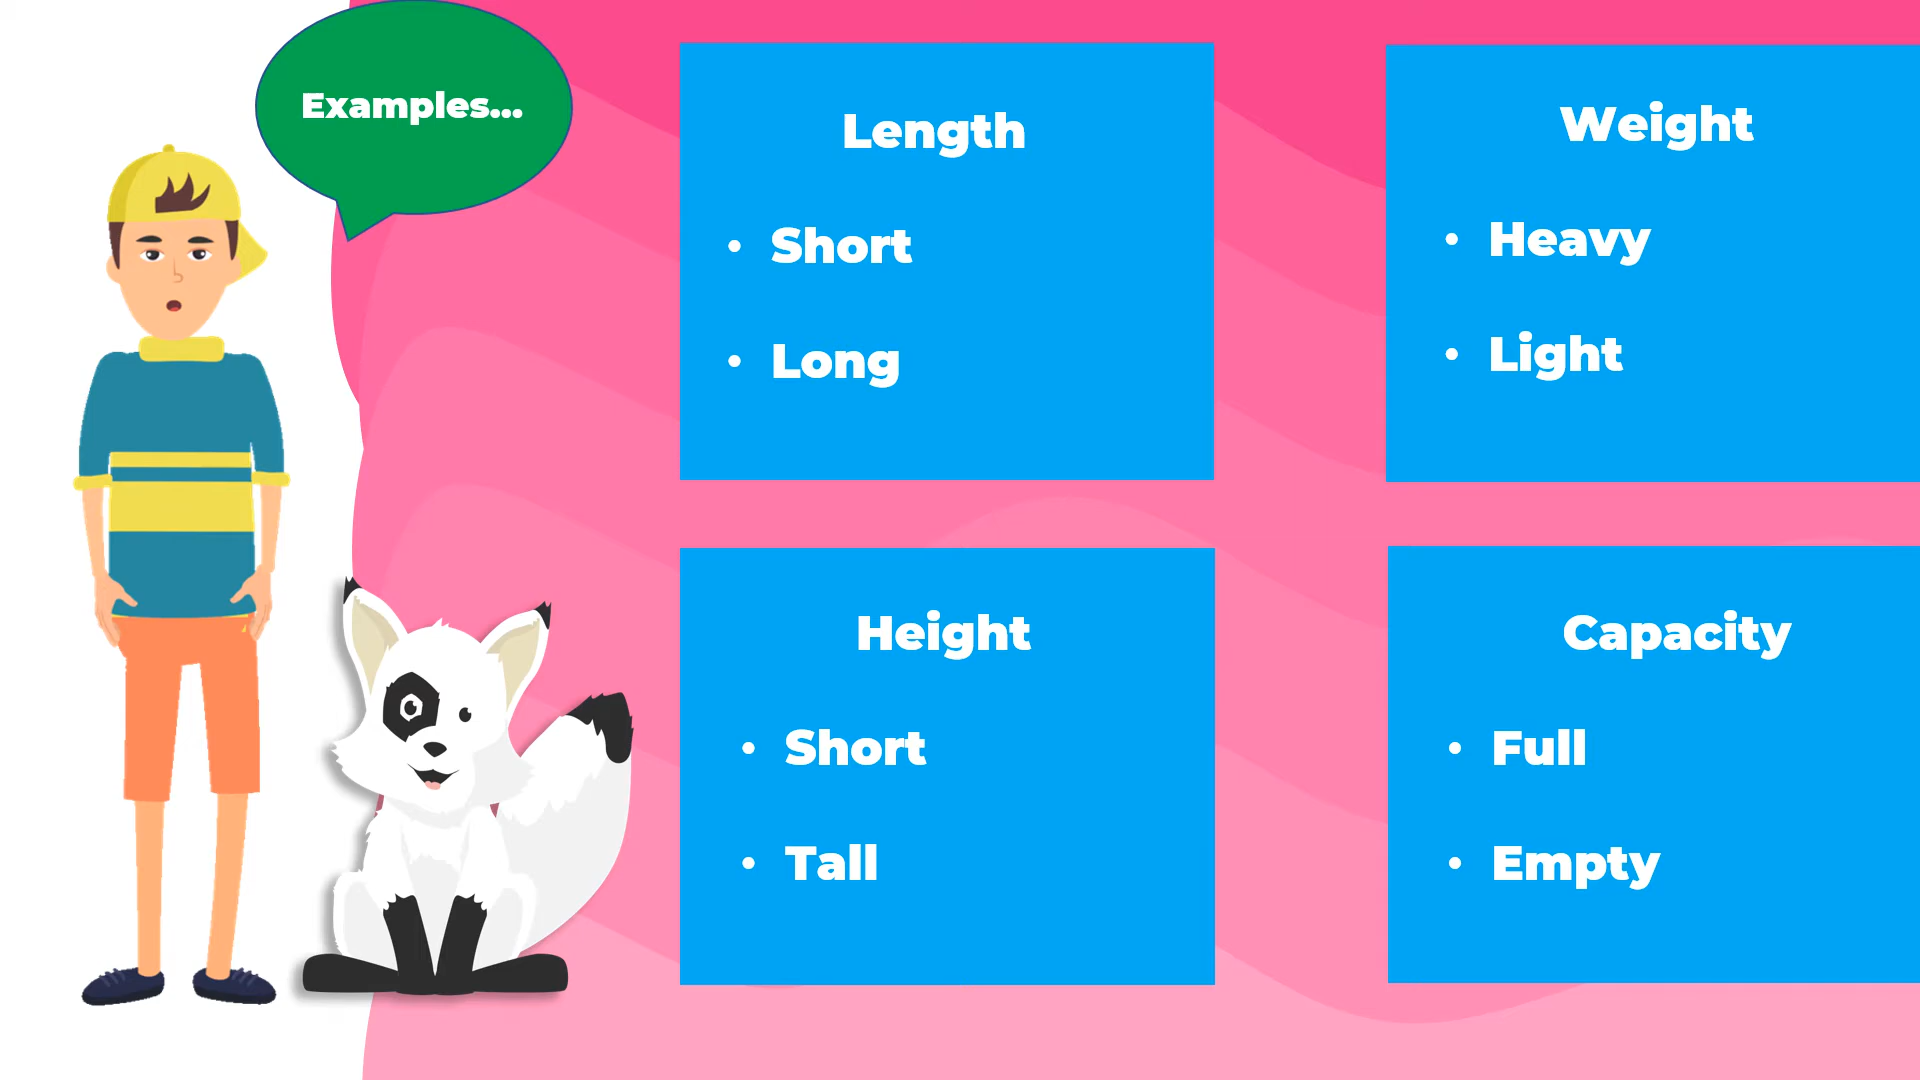 Examples...
Length
• Short
• Long
Weight
• Heavy
• Light
Height
• Short
• Tall
Capacity
• Full
• Empty